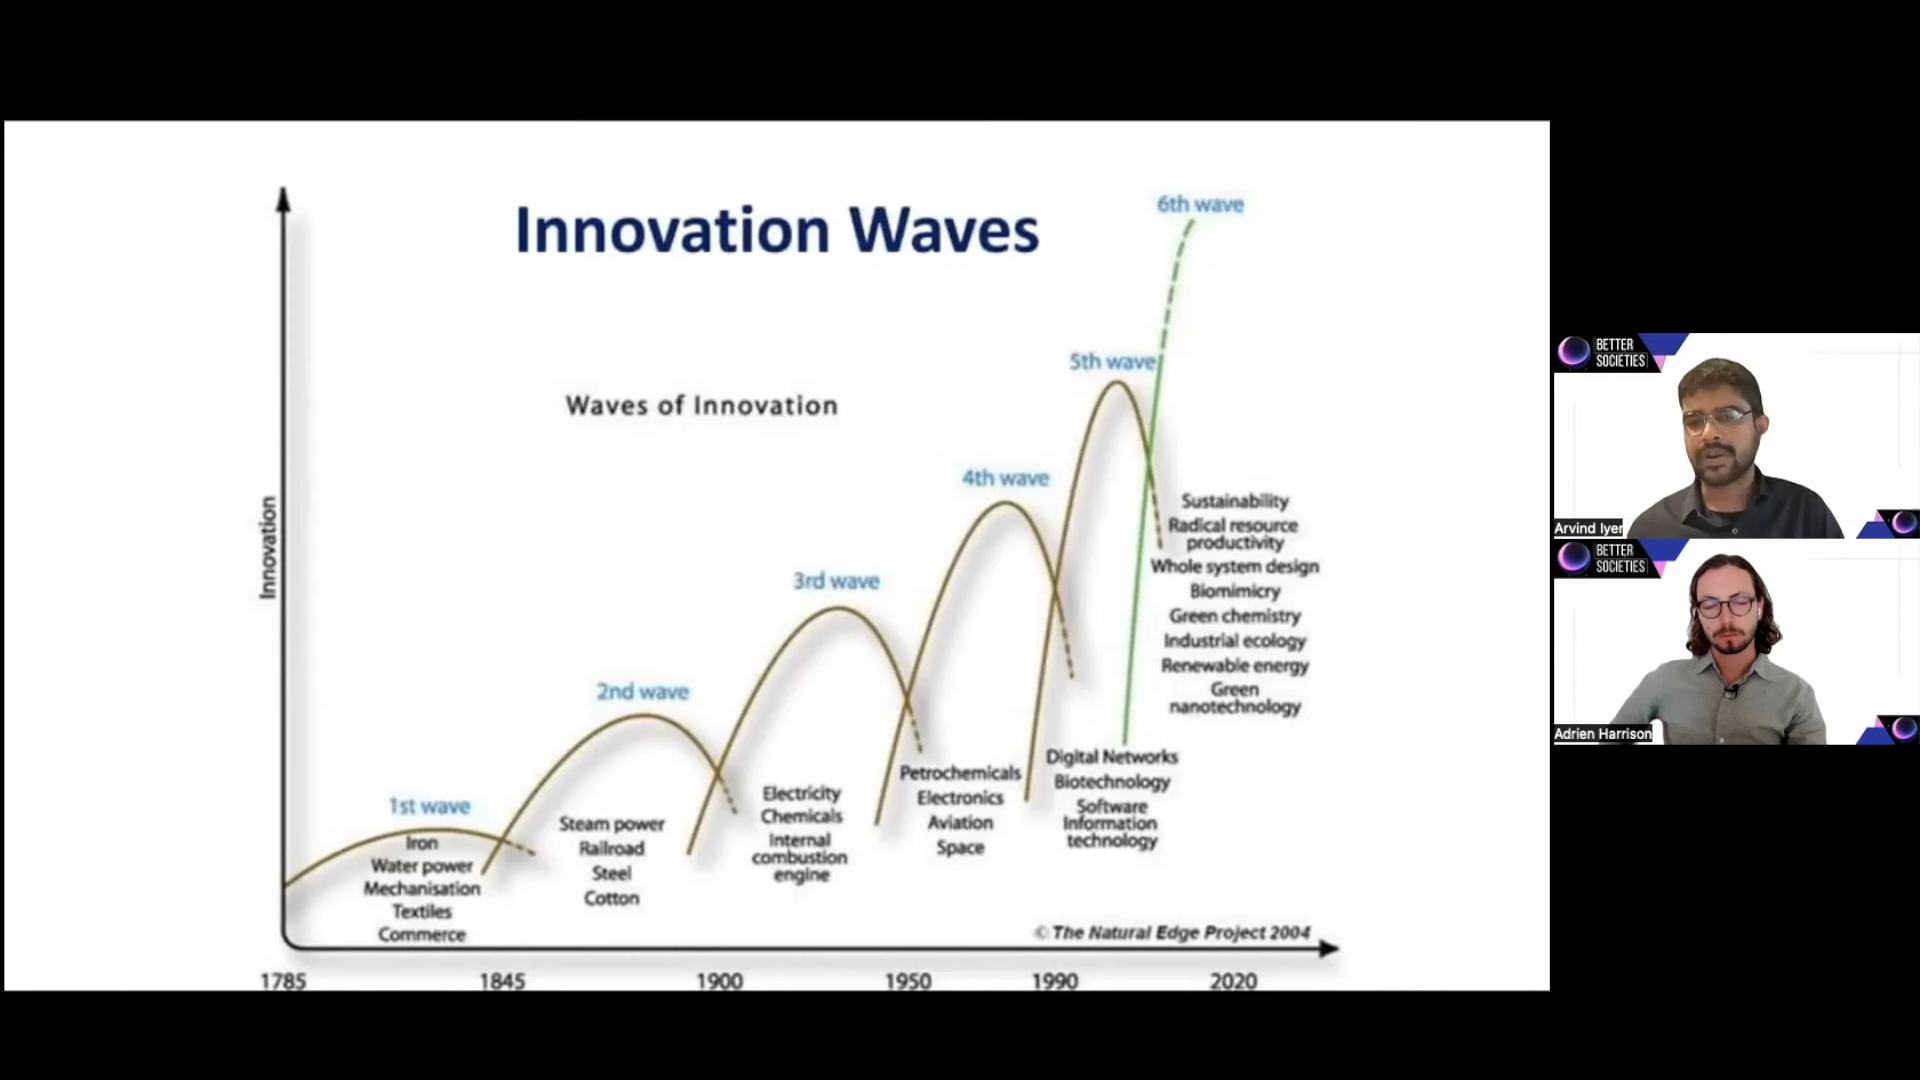 Innovation Waves
Waves of Innovation
Innovation
1st wave
Iron
Water power
Mechanisation
Textiles
Commerce
2nd wave
Steam power
Railroad
Steel
Cotton
3rd wave
Electricity
Chemicals
Internal
combustion
engine
4th wave
Petrochemicals
Electronics
Aviation
Space
5th wave
Digital Networks
Biotechnology
Software
Information
technology
6th wave
Sustainability
Radical resource
productivity
Whole system design
Biomimicry
Green chemistry
Industrial ecology
Renewable energy
Green
nanotechnology
© The Natural Edge Project 2004
1785 1845 1900 1950 1990 2020
BETTER
SOCIETIES
Arvind Iyer
BETTER
SOCIETIES
Adrien Harrison